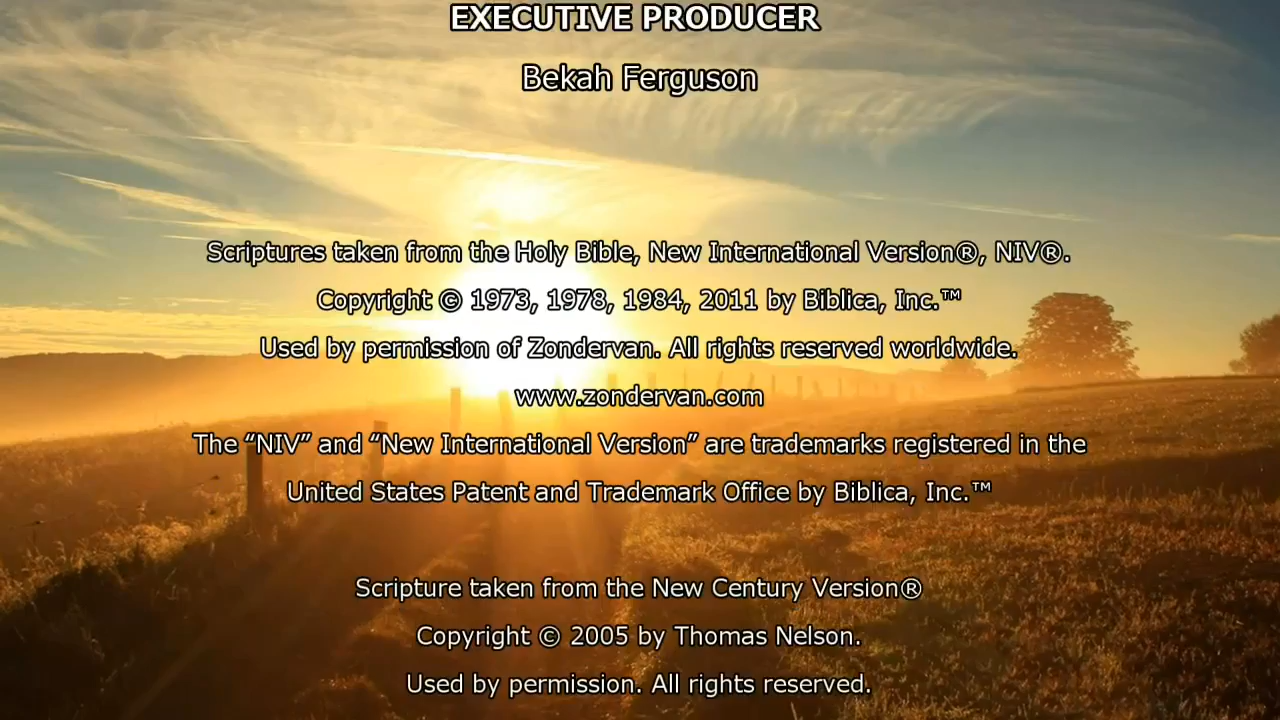 EXECUTIVE PRODUCER
Bekah Ferguson
Scriptures taken from the Holy Bible, New International Version®, NIV®.
Copyright © 1973, 1978, 1984, 2011 by Biblica, Inc.™
Used by permission of Zondervan. All rights reserved worldwide.
www.zondervan.com
The “NIV” and “New International Version” are trademarks registered in the
United States Patent and Trademark Office by Biblica, Inc.™
Scripture taken from the New Century Version®
Copyright © 2005 by Thomas Nelson.
Used by permission. All rights reserved.